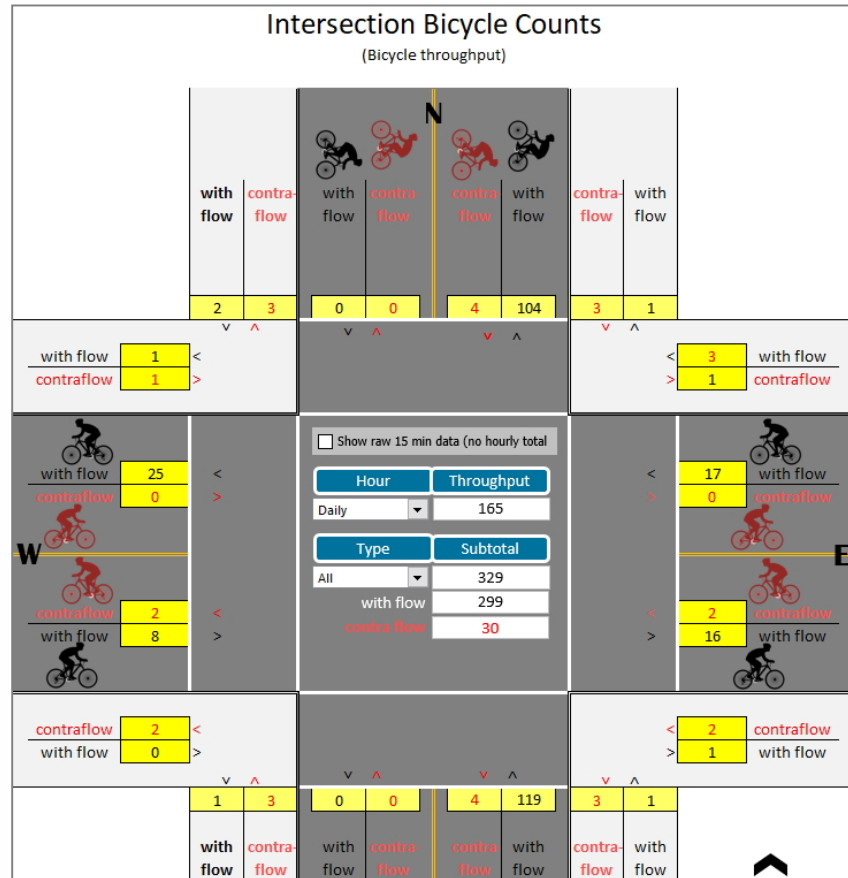 Intersection Bicycle Counts
(Bicycle throughput)
N
with flow contra-flow with flow contra-flow contra-flow with flow contra-flow with flow
2 3 0 0 4 104 3 1
v ^ v ^ v ^ v ^
with flow 1 < < 3 with flow
contraflow 1 > > 1 contraflow
Show raw 15 min data (no hourly total
with flow 25 < < 17 with flow
Hour Throughput
contraflow 0 > > 0 contraflow
Daily 165
W E
Type Subtotal
All 329
with flow 299
contraflow 2 < < 2 contraflow
contra flow 30
with flow 8 > > 16 with flow
contraflow 2 < < 2 contraflow
with flow 0 > > 1 with flow
v ^ v ^ v ^ v ^
1 3 0 0 4 119 3 1
with flow contra-flow with flow contra-flow contra-flow with flow contra-flow with flow